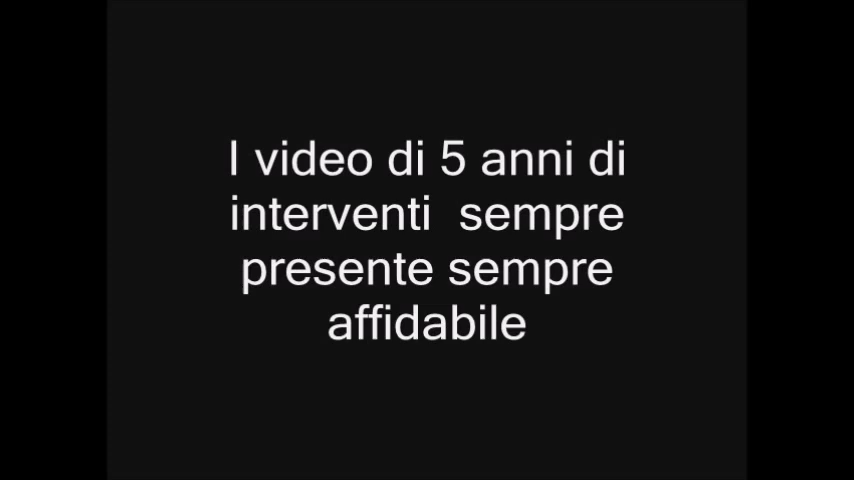 I video di 5 anni di
interventi  sempre
presente sempre
affidabile